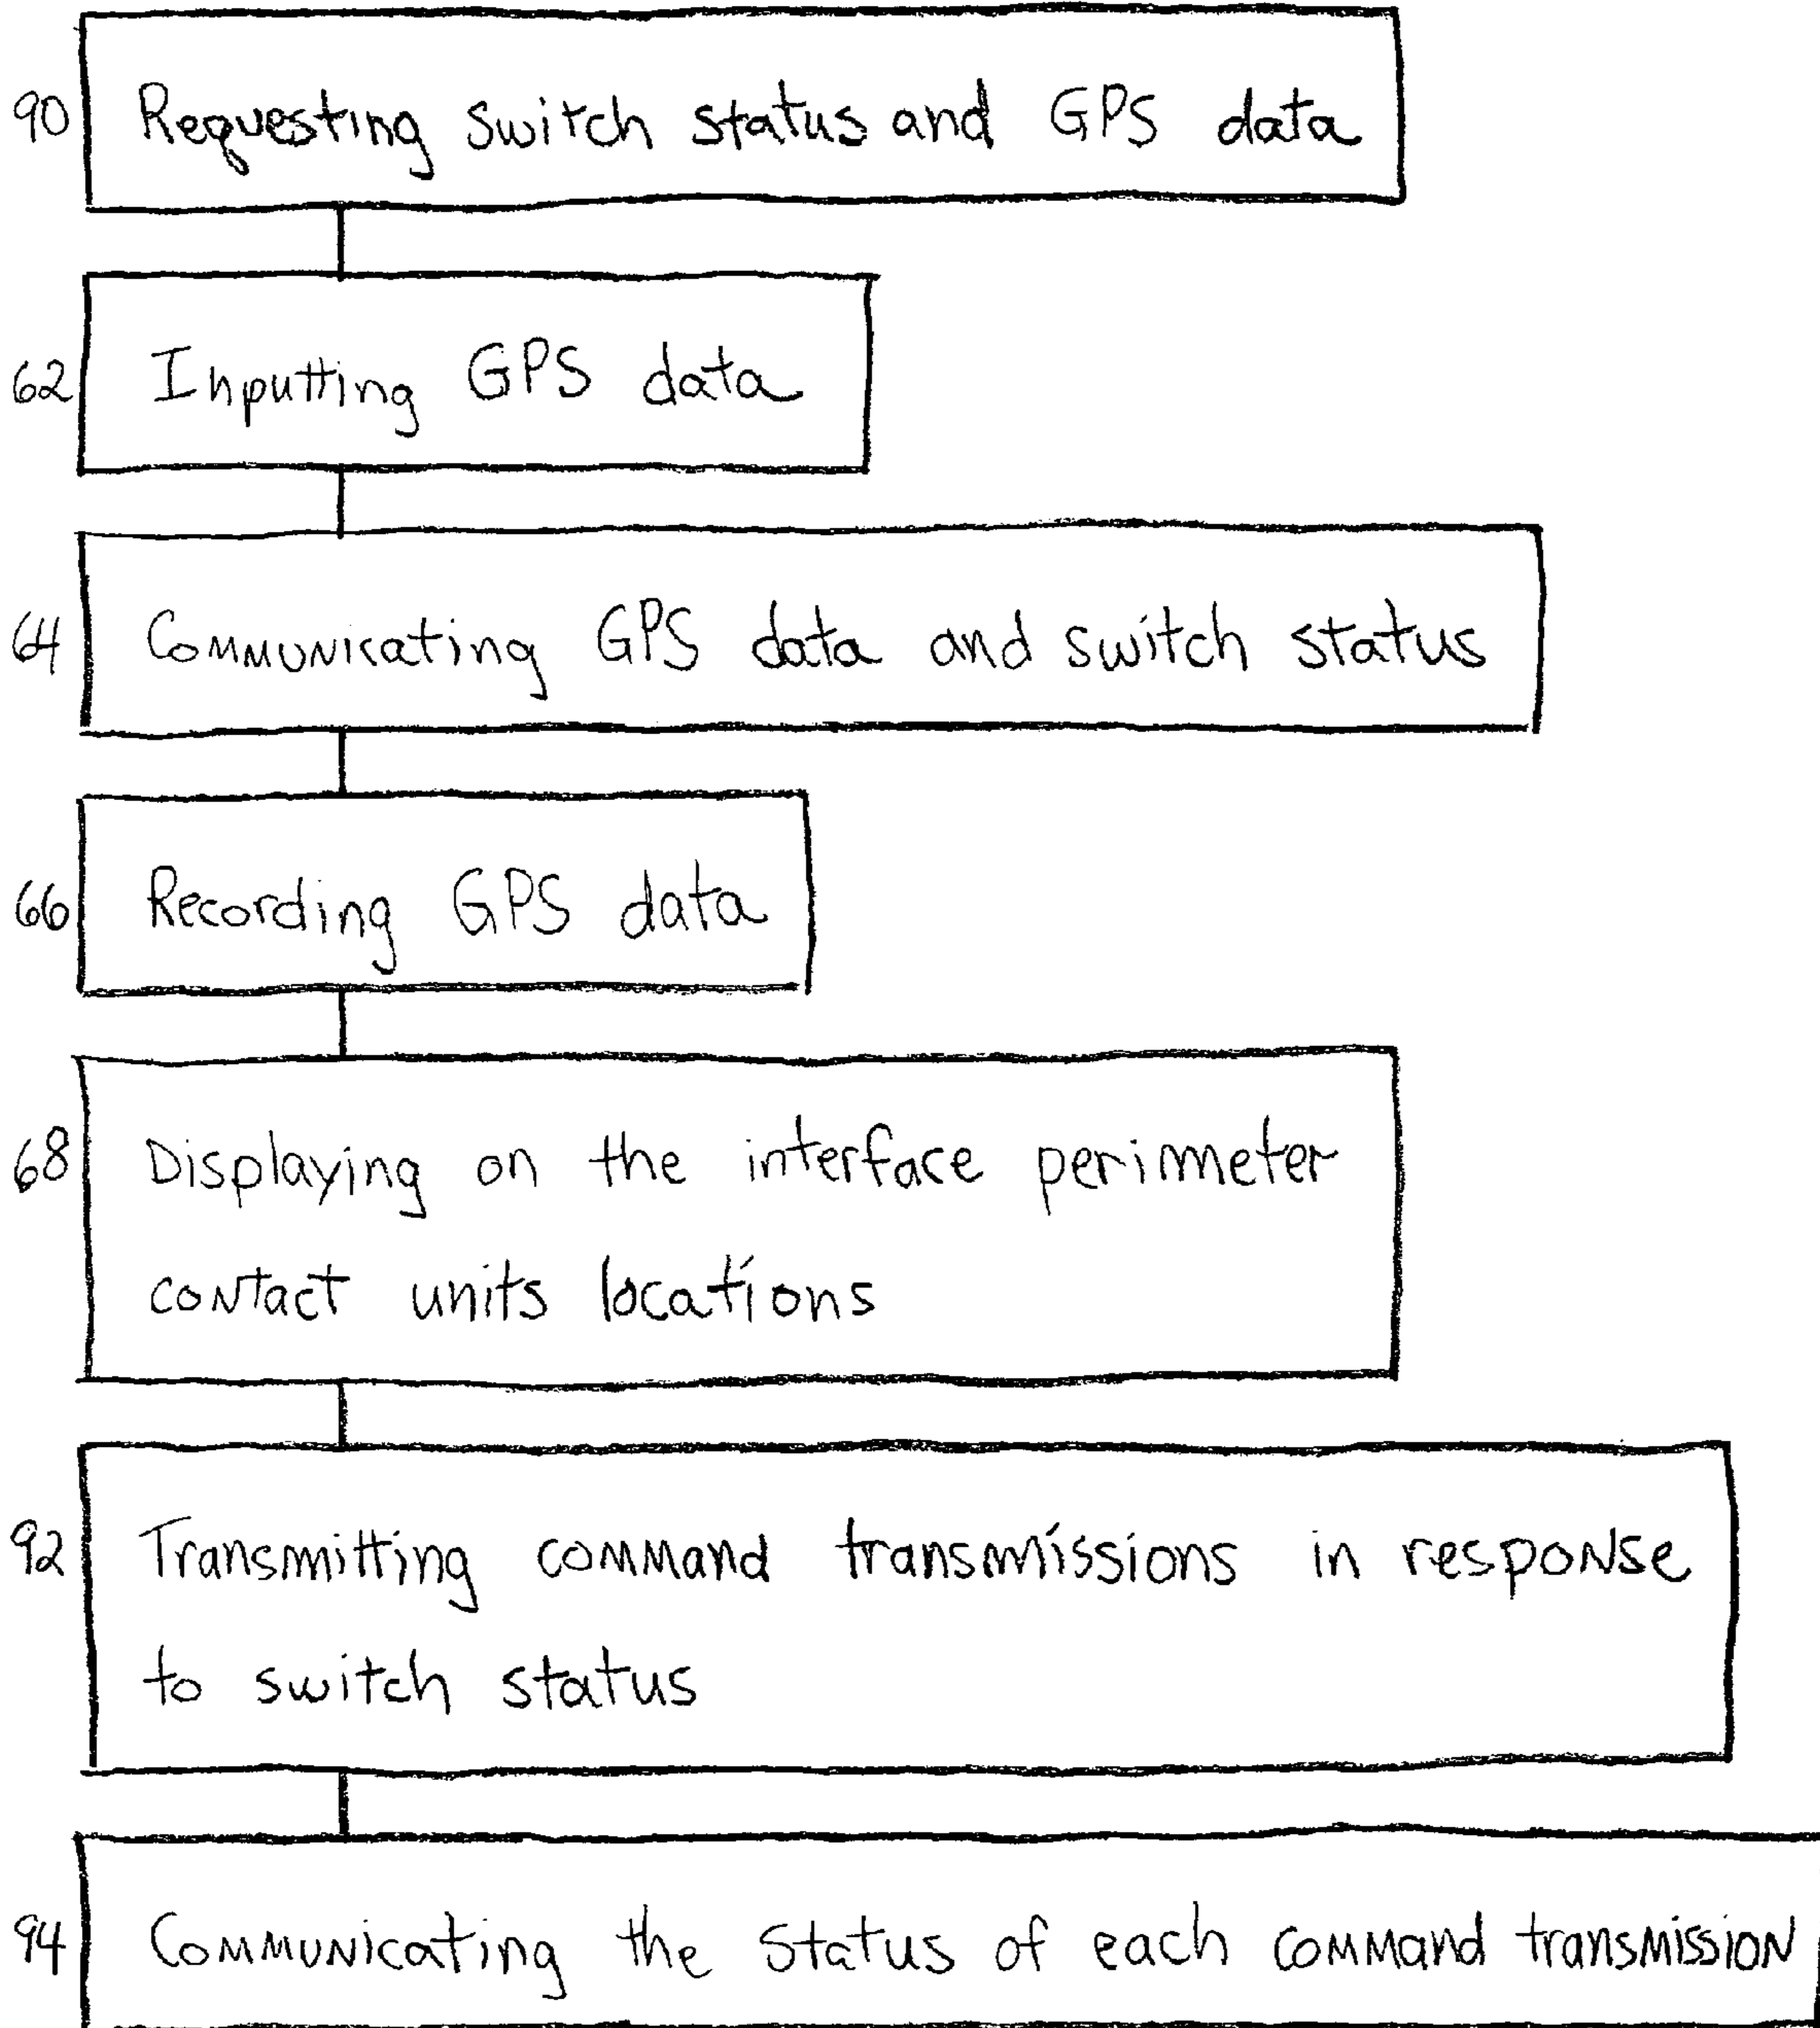 90 Requesting switch status and GPS data
62 Inputting GPS data
64 Communicating GPS data and switch status
66 Recording GPS data
68 Displaying on the interface perimeter
contact units locations
92 Transmitting command transmissions in response
to switch status
94 Communicating the status of each command transmission